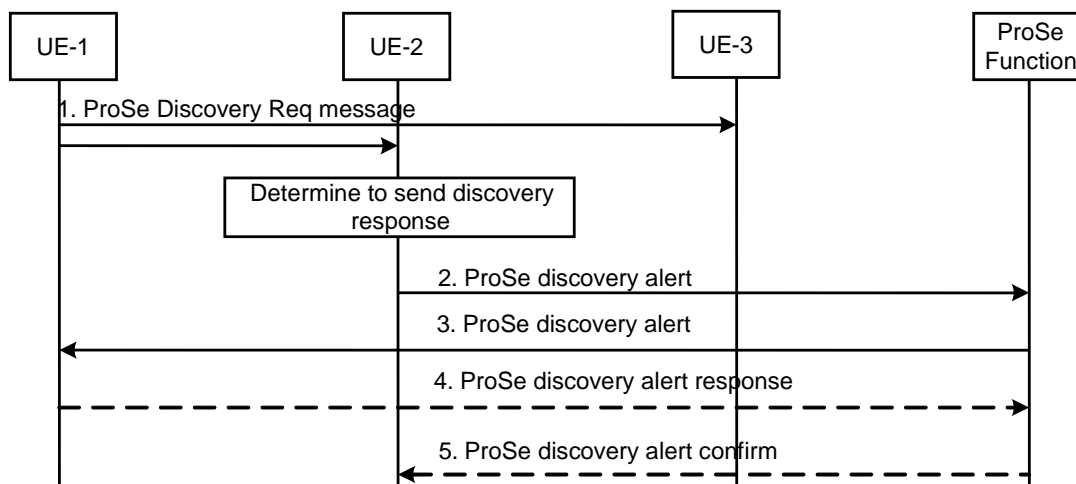 UE-1
UE-2
UE-3
ProSe
Function
1. ProSe Discovery Req message
Determine to send discovery
response
2. ProSe discovery alert
3. ProSe discovery alert
4. ProSe discovery alert response
5. ProSe discovery alert confirm